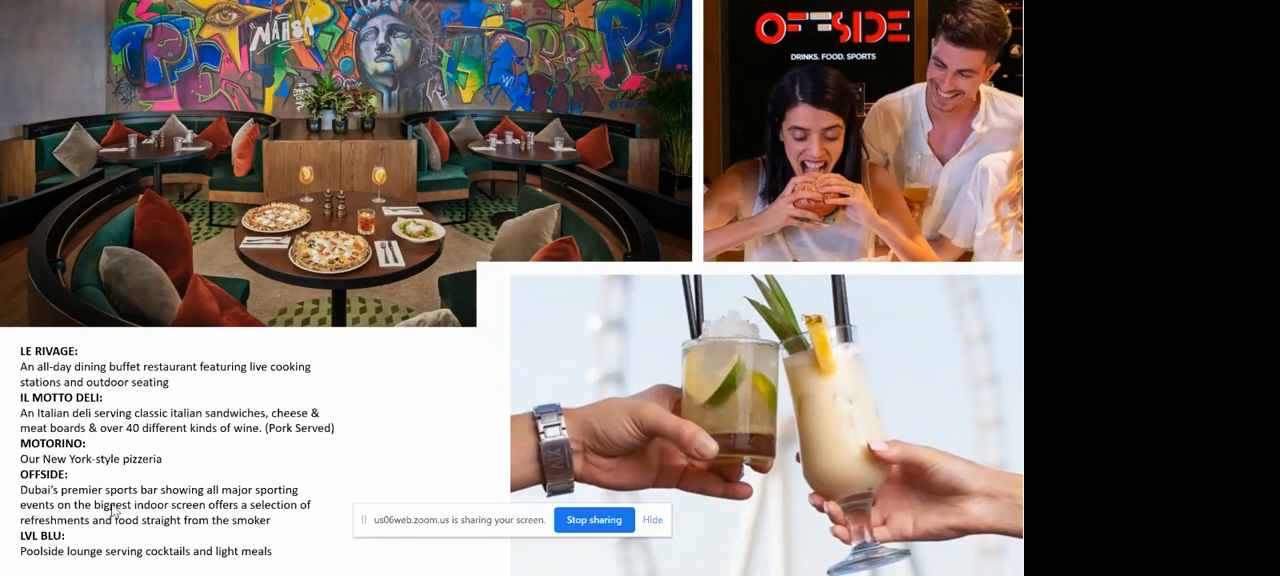 MARSA
OFFSIDE
DRINKS. FOOD. SPORTS
LE RIVAGE:
An all-day dining buffet restaurant featuring live cooking
stations and outdoor seating
IL MOTTO DELI:
An Italian deli serving classic italian sandwiches, cheese &
meat boards & over 40 different kinds of wine. (Pork Served)
MOTORINO:
Our New York-style pizzeria
OFFSIDE:
Dubai's premier sports bar showing all major sporting
events on the biggest indoor screen offers a selection of
refreshments and food straight from the smoker
LVL BLU:
Poolside lounge serving cocktails and light meals
us06web.zoom.us is sharing your screen.
Stop sharing
Hide